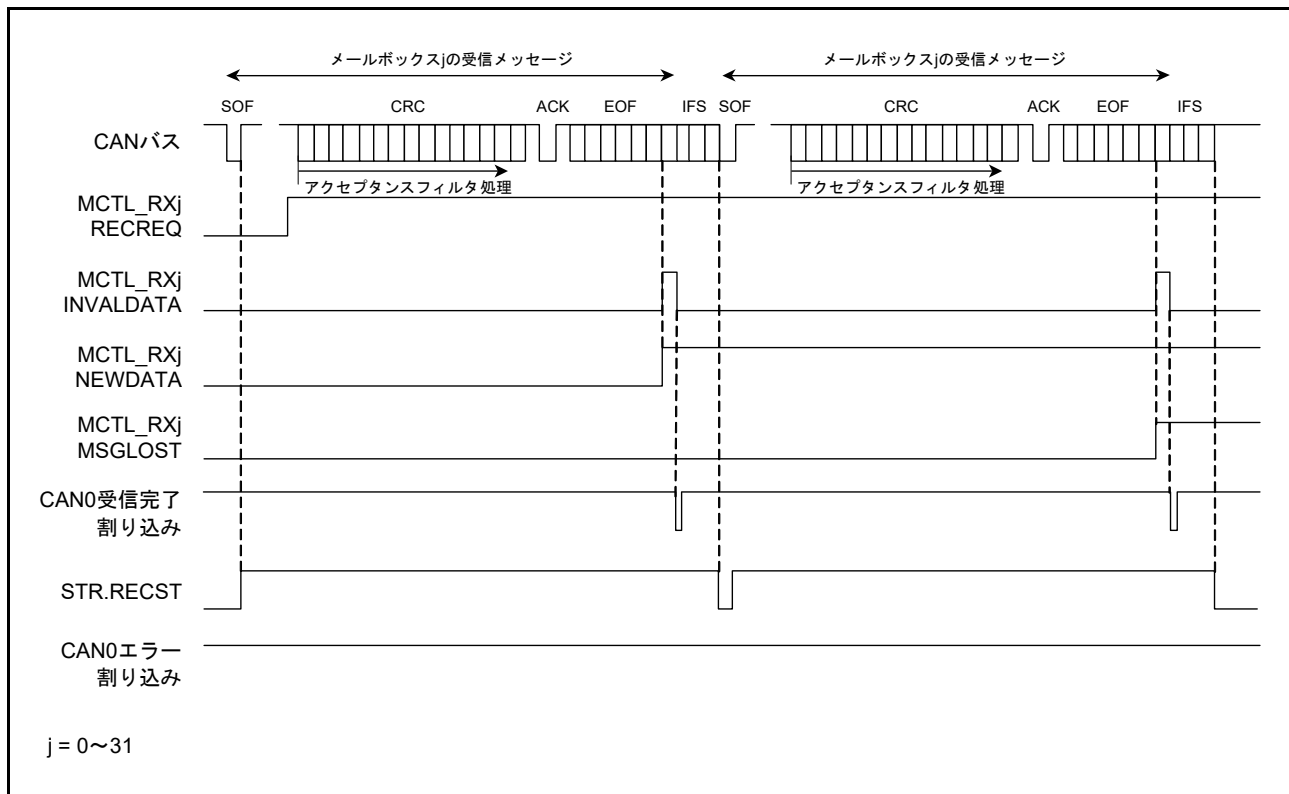 メールボックスjの受信メッセージ
メールボックスjの受信メッセージ
SOF CRC ACK EOF IFS SOF CRC ACK EOF IFS
CANバス
アクセプタンスフィルタ処理
アクセプタンスフィルタ処理
MCTL_RXj
RECREQ
MCTL_RXj
INVALDATA
MCTL_RXj
NEWDATA
MCTL_RXj
MSGLOST
CAN0受信完了
割り込み
STR.RECST
CAN0エラー
割り込み
j = 0〜31